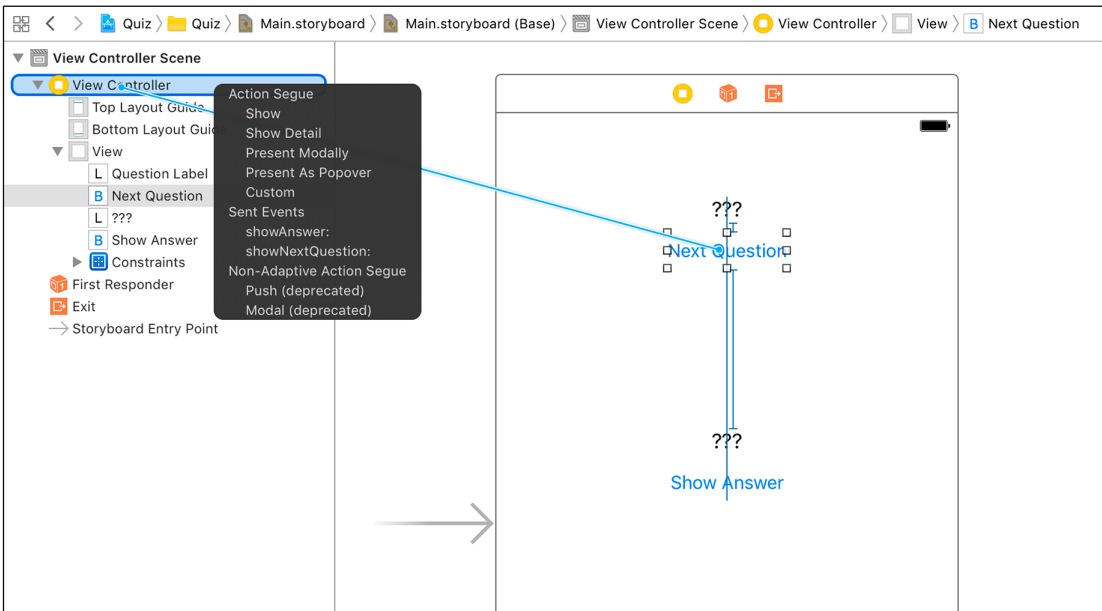 Quiz Quiz Main.storyboard Main.storyboard (Base) View Controller Scene View Controller View B Next Question
View Controller Scene
View Controller
Top Layout Guide
Bottom Layout Guide
View
L Question Label
B Next Question
L ???
B Show Answer
Constraints
1 First Responder
Exit
Storyboard Entry Point
Action Segue
Show
Show Detail
Present Modally
Present As Popover
Custom
Sent Events
showAnswer:
showNextQuestion:
Non-Adaptive Action Segue
Push (deprecated)
Modal (deprecated)
1
???
Next Question
???
Show Answer